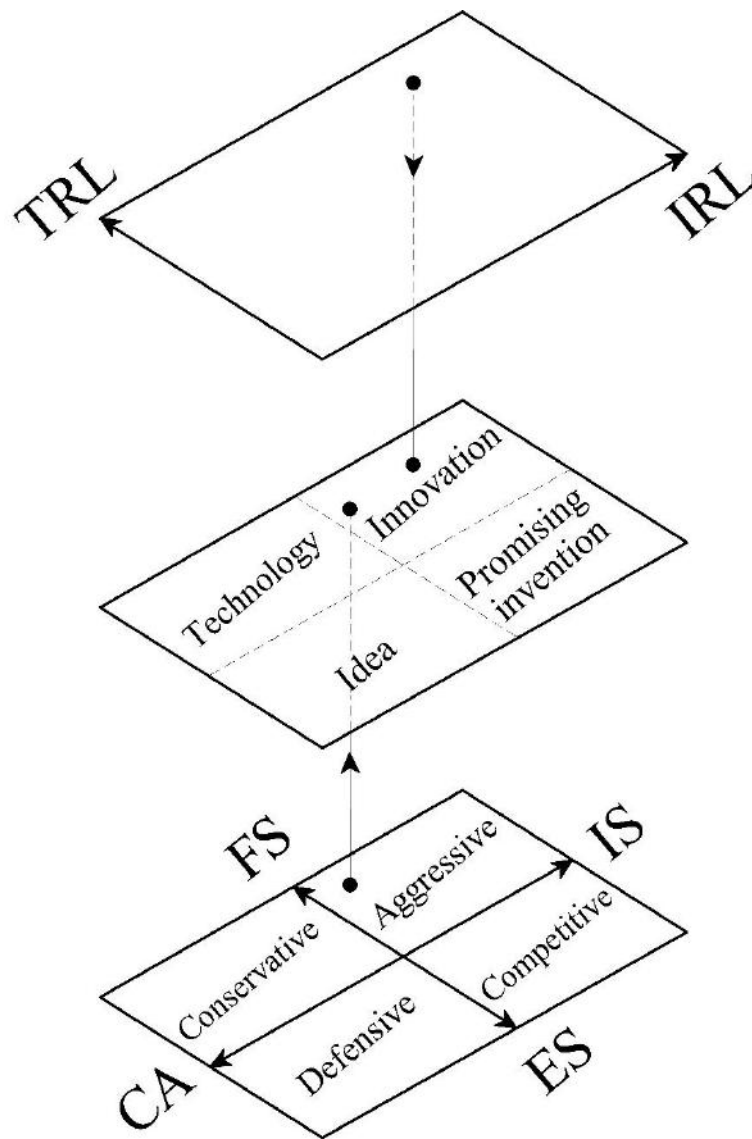 TRL
IRL
Innovation
Technology
Promising
invention
Idea
FS
IS
Aggressive
Conservative
Competitive
Defensive
CA
ES